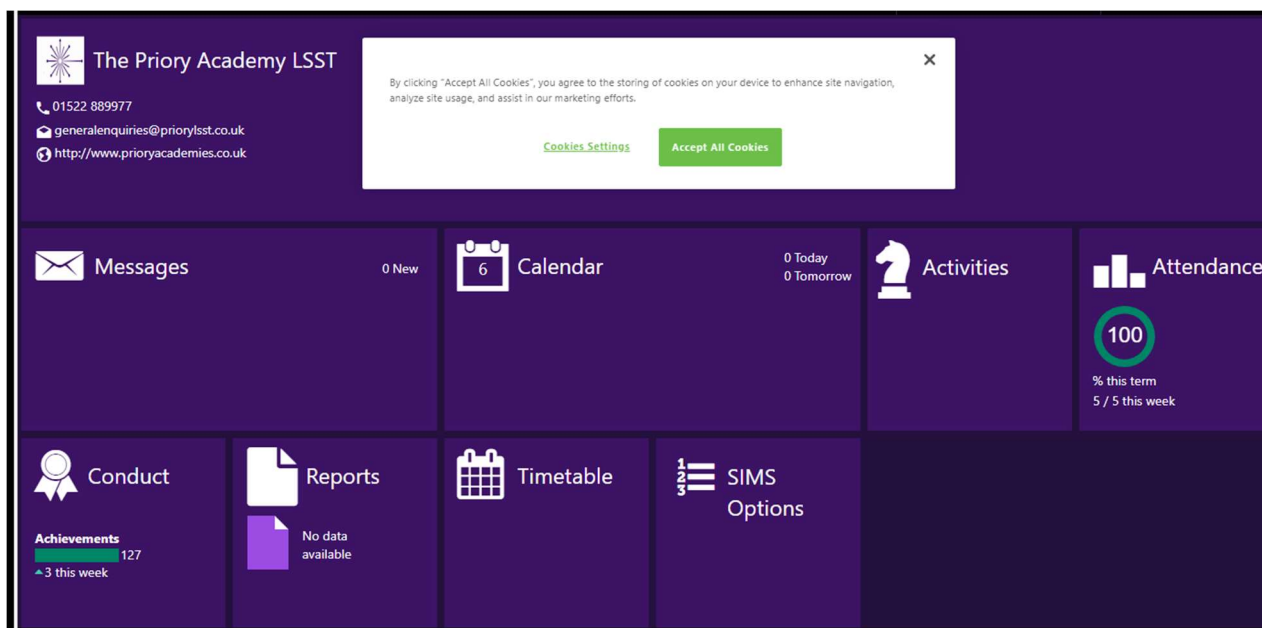 The Priory Academy LSST
01522 889977
generalenquiries@priorylsst.co.uk
http://www.prioryacademies.co.uk
By clicking "Accept All Cookies", you agree to the storing of cookies on your device to enhance site navigation,
analyze site usage, and assist in our marketing efforts.
Cookies Settings
Accept All Cookies
Messages
0 New
6
Calendar
0 Today
0 Tomorrow
Activities
Attendance
100
% this term
5 / 5 this week
Conduct
Achievements
127
3 this week
Reports
No data
available
Timetable
1
2
3
SIMS
Options